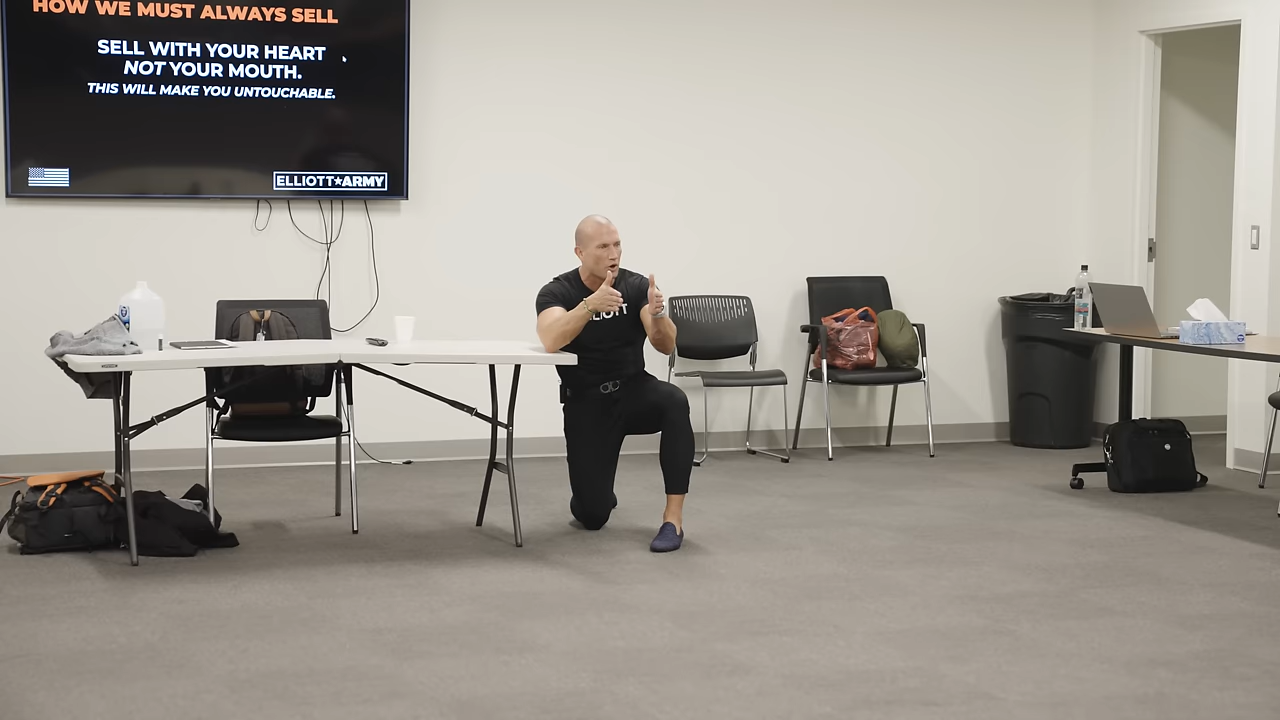 HOW WE MUST ALWAYS SELL
SELL WITH YOUR HEART
NOT YOUR MOUTH.
THIS WILL MAKE YOU UNTOUCHABLE.
ELLIOTT★ARMY